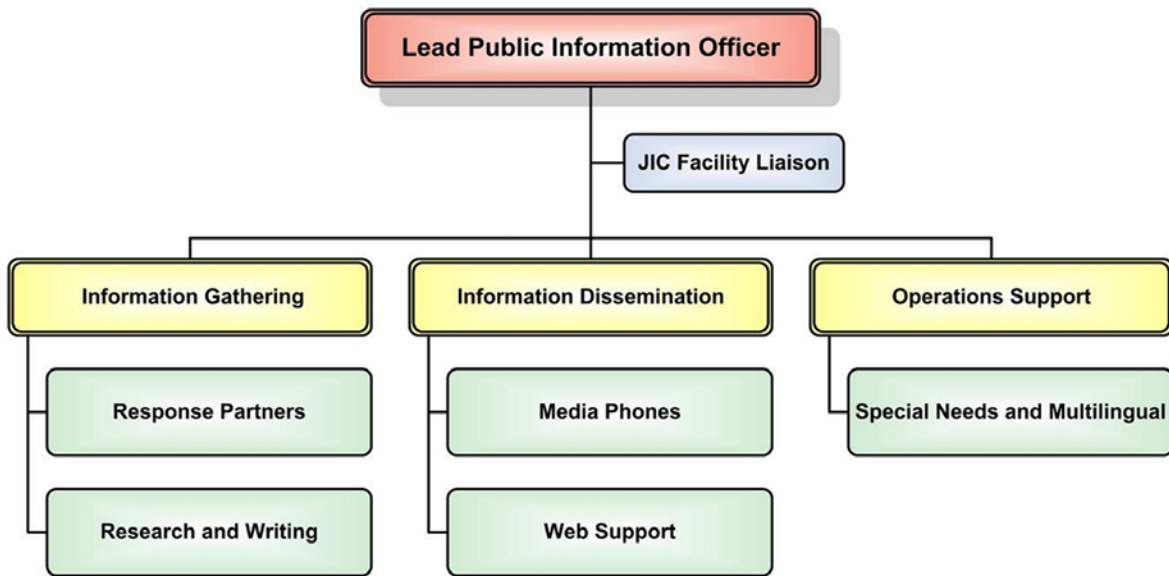 Lead Public Information Officer
JIC Facility Liaison
Information Gathering
Information Dissemination
Operations Support
Response Partners
Media Phones
Special Needs and Multilingual
Research and Writing
Web Support